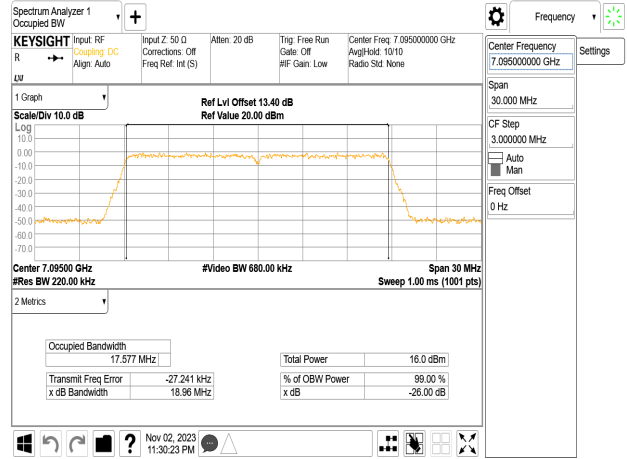 Spectrum Analyzer 1
Occupied BW
Frequency
KEYSIGHT
R
Input: RF
Coupling: DC
Align: Auto
Input Z: 50 Ω
Corrections: Off
Freq Ref: Int (S)
Atten: 20 dB
Trig: Free Run
Gate: Off
#IF Gain: Low
Center Freq: 7.095000000 GHz
Avg|Hold: 10/10
Radio Std: None
Center Frequency
7.095000000 GHz
Settings
Span
30.000 MHz
CF Step
3.000000 MHz
Auto
Man
Freq Offset
0 Hz
1 Graph
Scale/Div 10.0 dB
Ref Lvl Offset 13.40 dB
Ref Value 20.00 dBm
Log
10.0
0.00
-10.0
-20.0
-30.0
-40.0
-50.0
-60.0
-70.0
Center 7.09500 GHz
#Res BW 220.00 kHz
#Video BW 680.00 kHz
Span 30 MHz
Sweep 1.00 ms (1001 pts)
2 Metrics
Occupied Bandwidth
17.577 MHz
Total Power 16.0 dBm
Transmit Freq Error -27.241 kHz
% of OBW Power 99.00 %
x dB Bandwidth 18.96 MHz
x dB -26.00 dB
?
Nov 02, 2023
11:30:23 PM